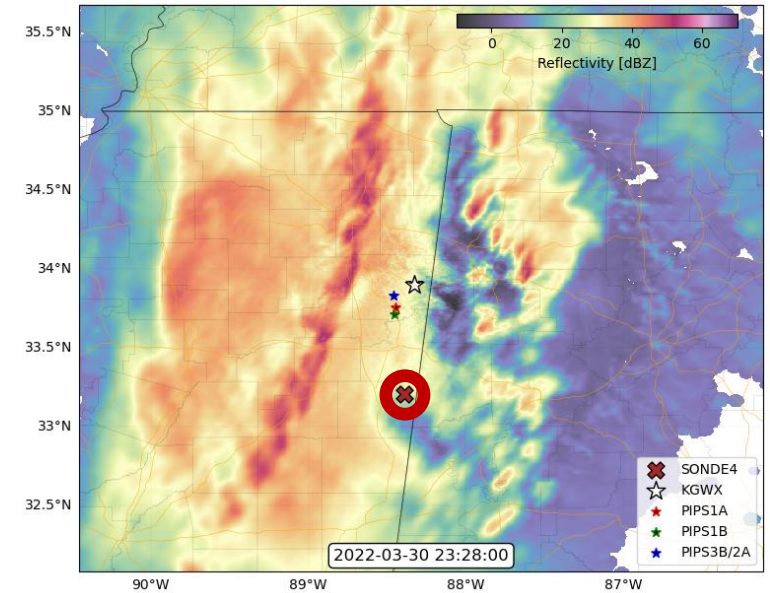 35.5°N
35°N
34.5°N
34°N
33.5°N
33°N
32.5°N
0 20 40 60
Reflectivity [dBZ]
SONDE4
KGWX
PIPS1A
PIPS1B
PIPS3B/2A
2022-03-30 23:28:00
90°W 89°W 88°W 87°W